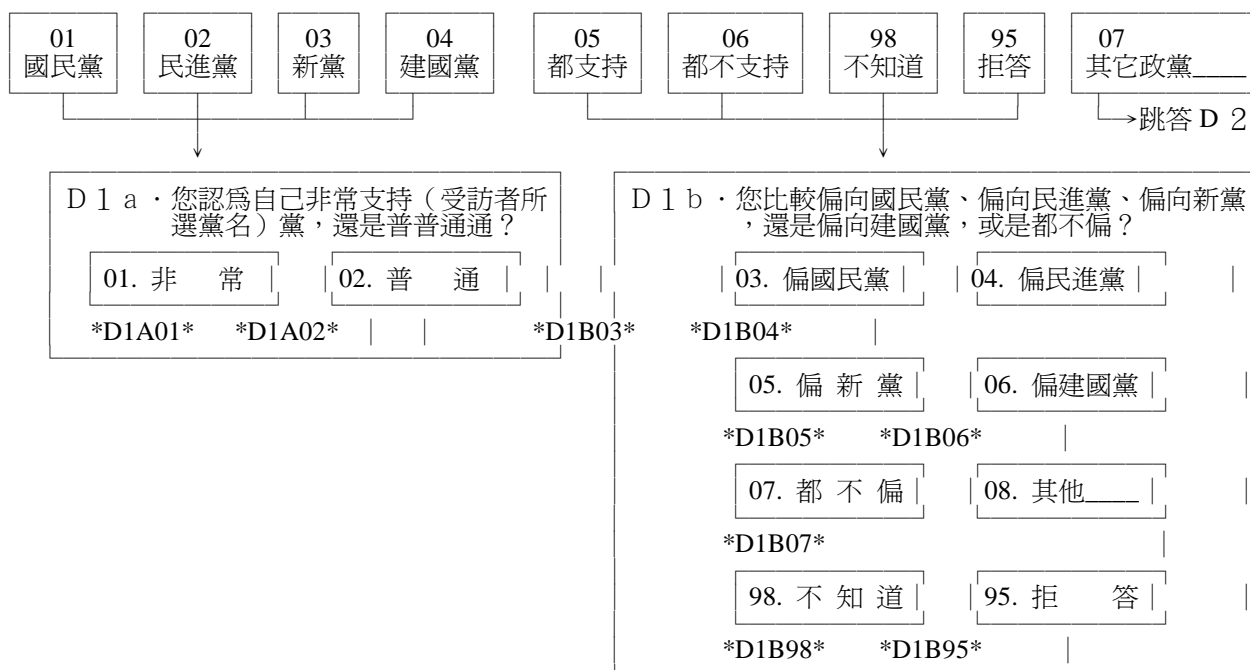 01 02 03 04 05 06 98 95 07
國民黨 民進黨 新黨 建國黨 都支持 都不支持 不知道 拒答 其它政黨____
→跳答Ｄ２
Ｄ１ａ．您認爲自己非常支持（受訪者所
選黨名）黨，還是普普通通？
01. 非 常 02. 普 通
*D1A01* *D1A02*
Ｄ１ｂ．您比較偏向國民黨、偏向民進黨、偏向新黨
，還是偏向建國黨，或是都不偏？
03. 偏國民黨 04. 偏民進黨
*D1B03* *D1B04*
05. 偏 新 黨 06. 偏建國黨
*D1B05* *D1B06*
07. 都 不 偏 08. 其他____
*D1B07*
98. 不 知 道 95. 拒 答
*D1B98* *D1B95*